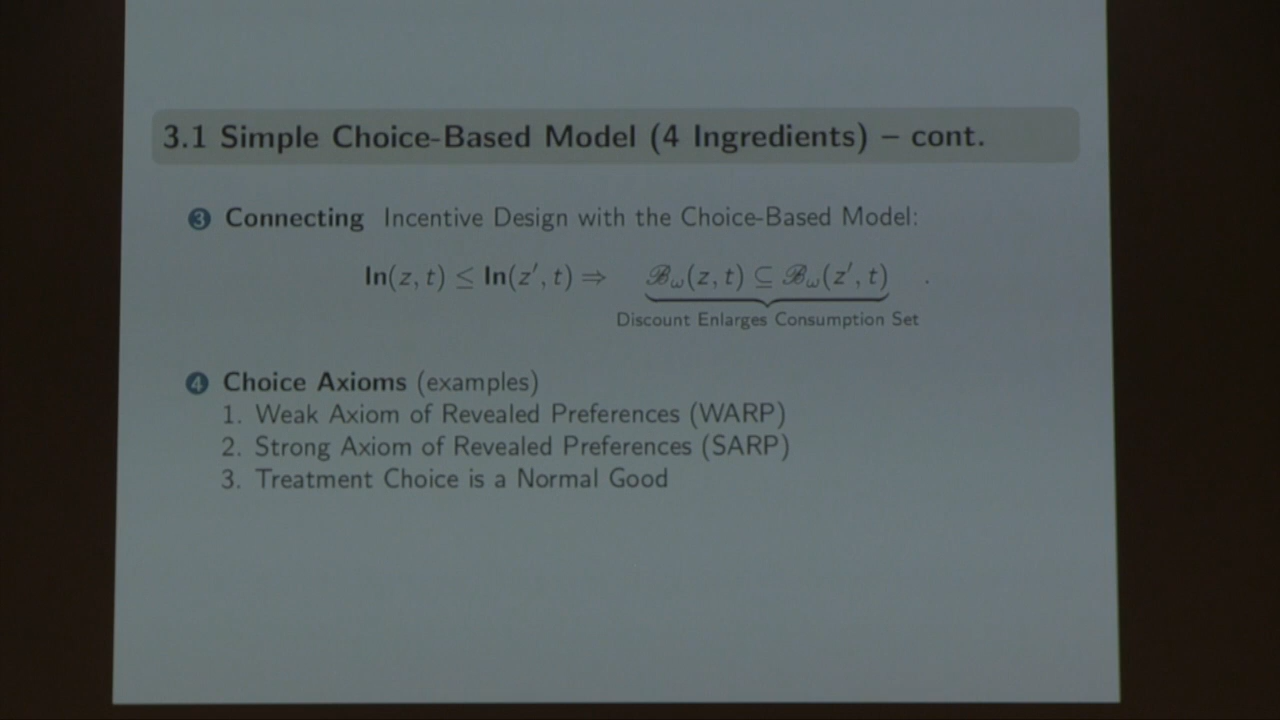 3.1 Simple Choice-Based Model (4 Ingredients) – cont.
3 Connecting Incentive Design with the Choice-Based Model:
In(z, t) ≤ In(z′, t) ⇒ ℬω(z, t) ⊆ ℬω(z′, t) .
Discount Enlarges Consumption Set
4 Choice Axioms (examples)
1. Weak Axiom of Revealed Preferences (WARP)
2. Strong Axiom of Revealed Preferences (SARP)
3. Treatment Choice is a Normal Good